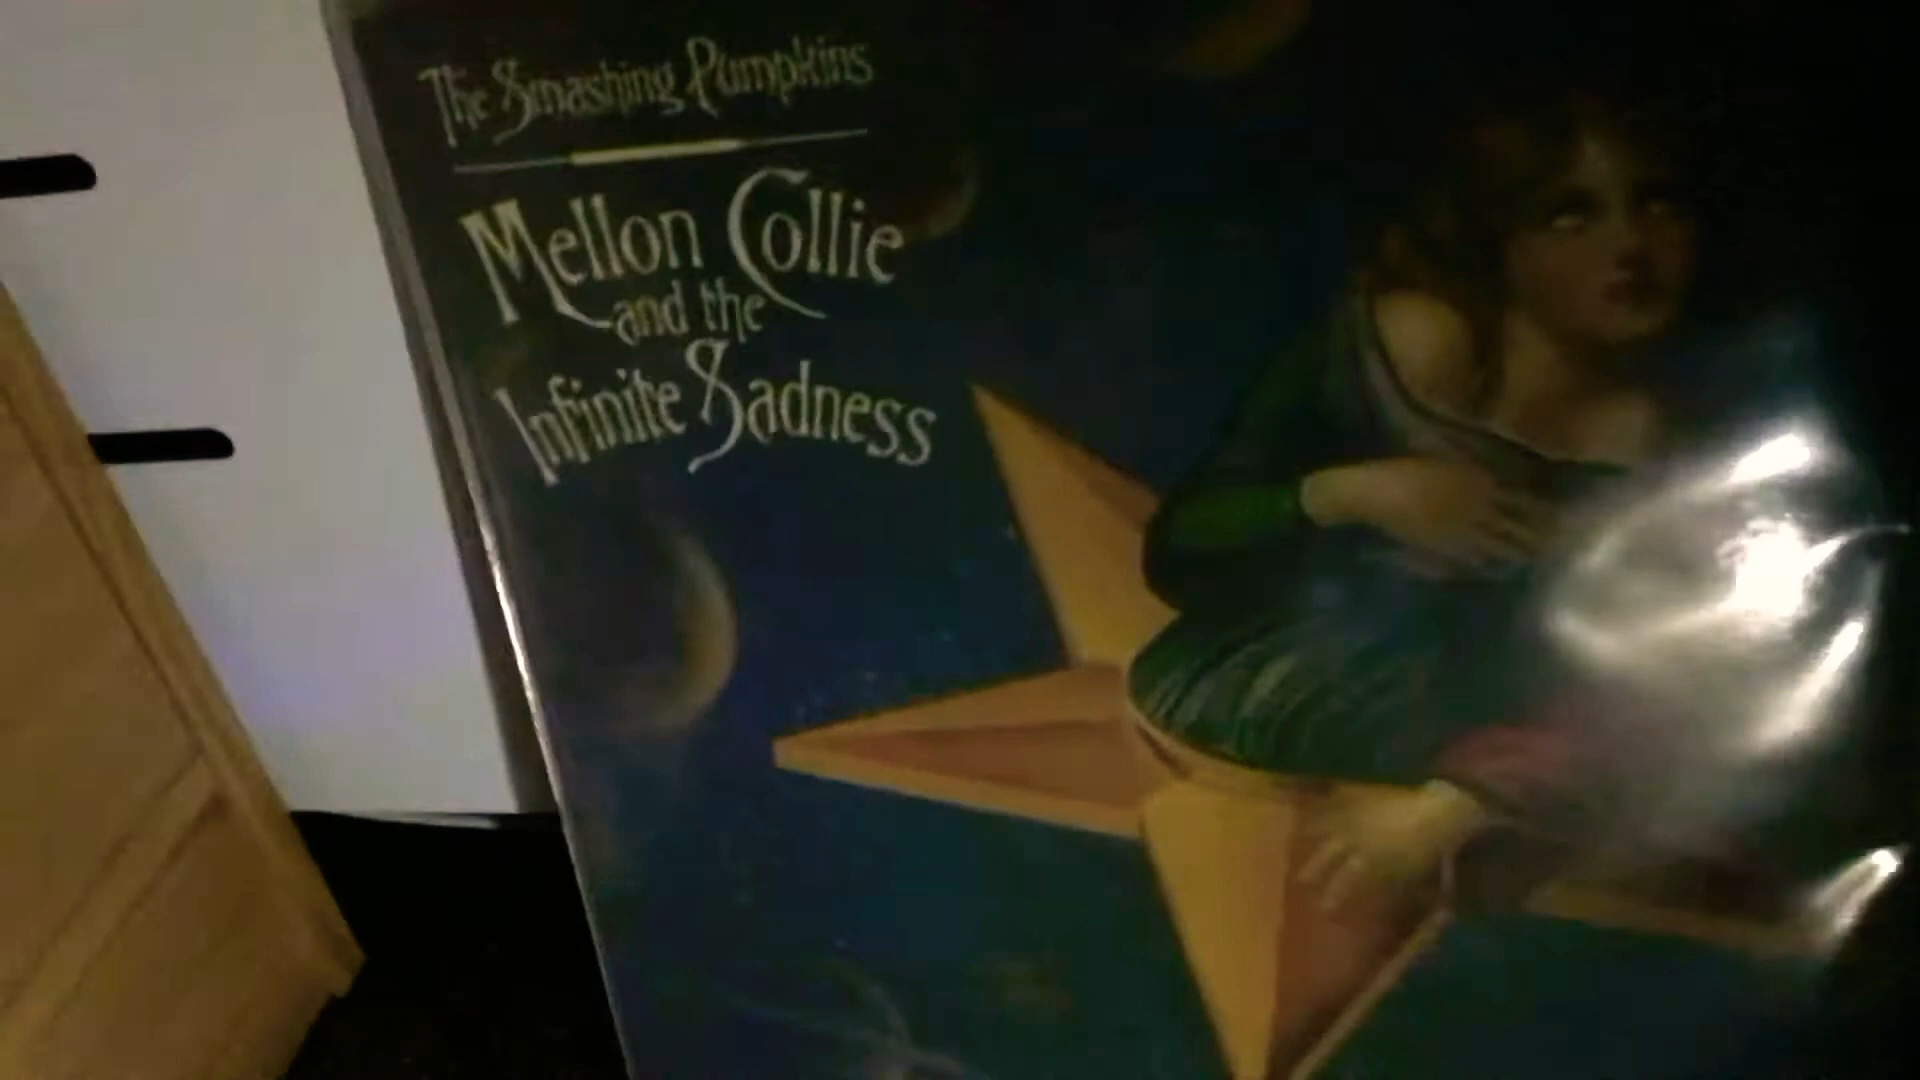 The Smashing Pumpkins
Mellon Collie
and the
Infinite Sadness